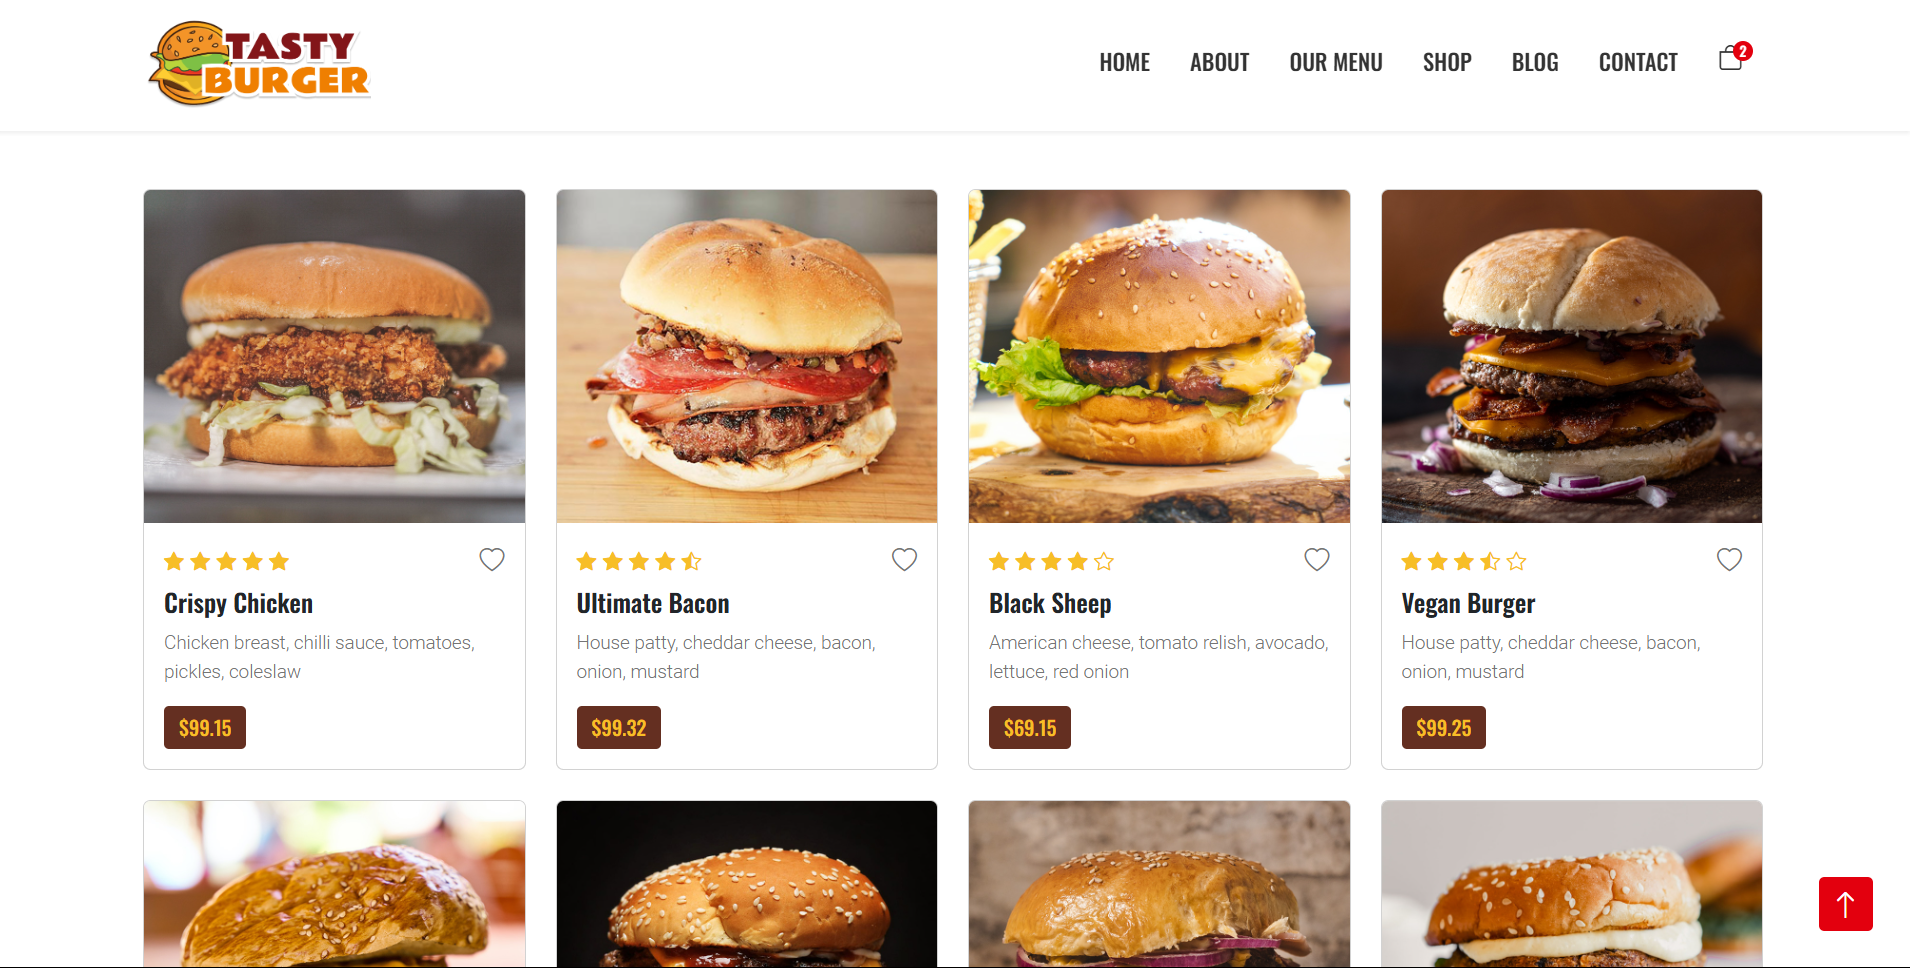 TASTY
BURGER
HOME ABOUT OUR MENU SHOP BLOG CONTACT 2
Crispy Chicken
Chicken breast, chilli sauce, tomatoes,
pickles, coleslaw
$99.15
Ultimate Bacon
House patty, cheddar cheese, bacon,
onion, mustard
$99.32
Black Sheep
American cheese, tomato relish, avocado,
lettuce, red onion
$69.15
Vegan Burger
House patty, cheddar cheese, bacon,
onion, mustard
$99.25